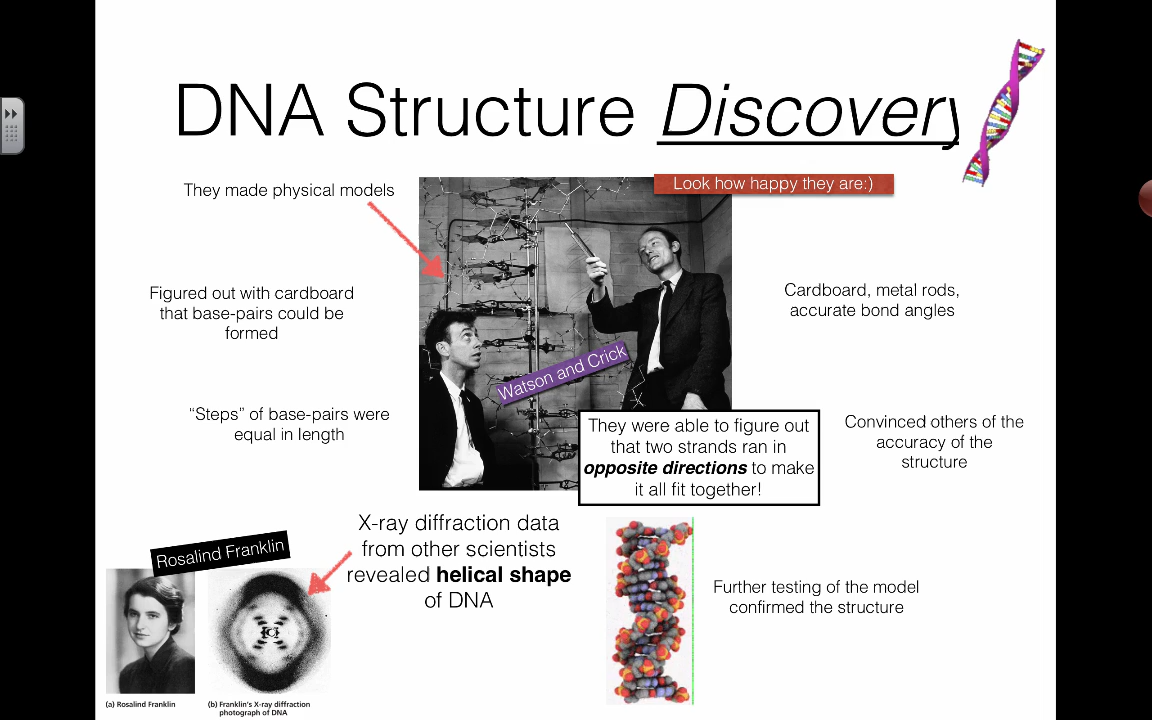 DNA Structure Discovery
They made physical models
Look how happy they are:)
Figured out with cardboard
that base-pairs could be
formed
Cardboard, metal rods,
accurate bond angles
Watson and Crick
"Steps" of base-pairs were
equal in length
They were able to figure out
that two strands ran in
opposite directions to make
it all fit together!
Convinced others of the
accuracy of the
structure
X-ray diffraction data
from other scientists
revealed helical shape
of DNA
Rosalind Franklin
Further testing of the model
confirmed the structure
(a) Rosalind Franklin
(b) Franklin's X-ray diffraction
photograph of DNA